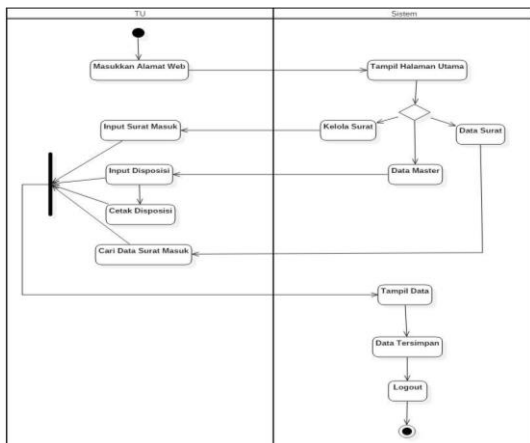 TU
Sistem
Masukkan Alamat Web
Tampil Halaman Utama
Input Surat Masuk
Kelola Surat
Data Surat
Input Disposisi
Data Master
Cetak Disposisi
Cari Data Surat Masuk
Tampil Data
Data Tersimpan
Logout